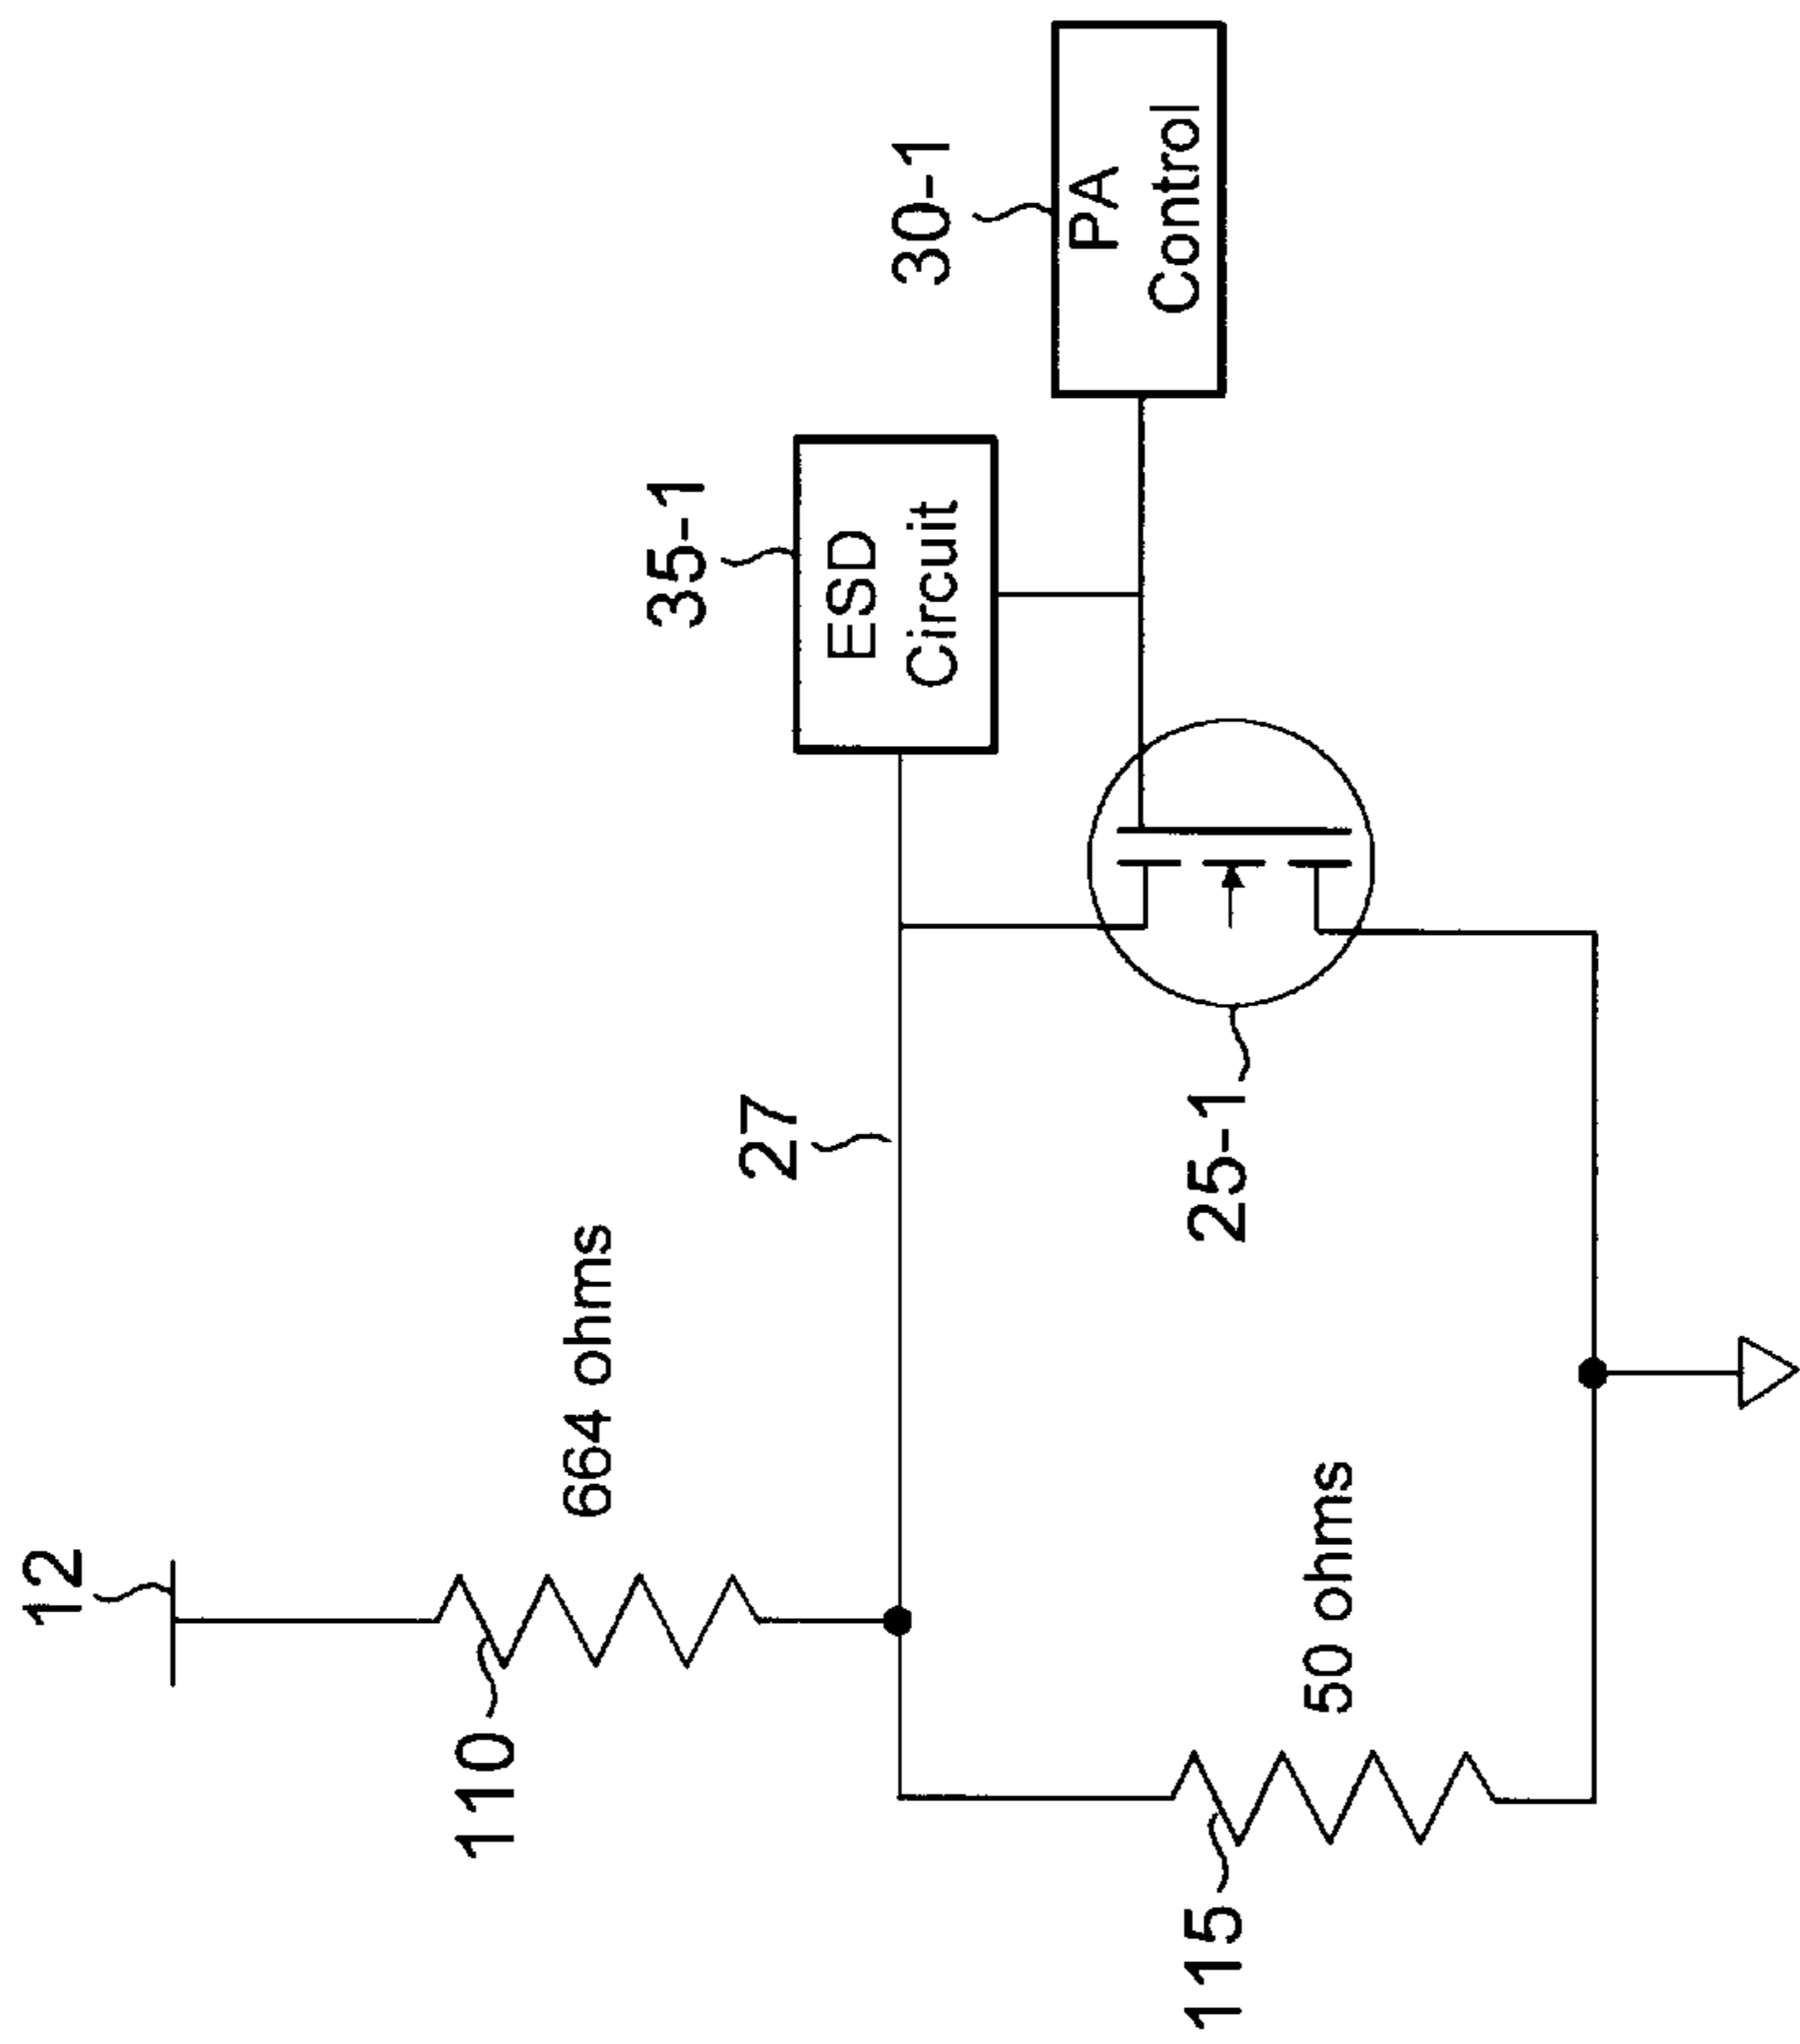 12
110
664 ohms
27
35-1
ESD
Circuit
30-1
PA
Control
25-1
115
50 ohms